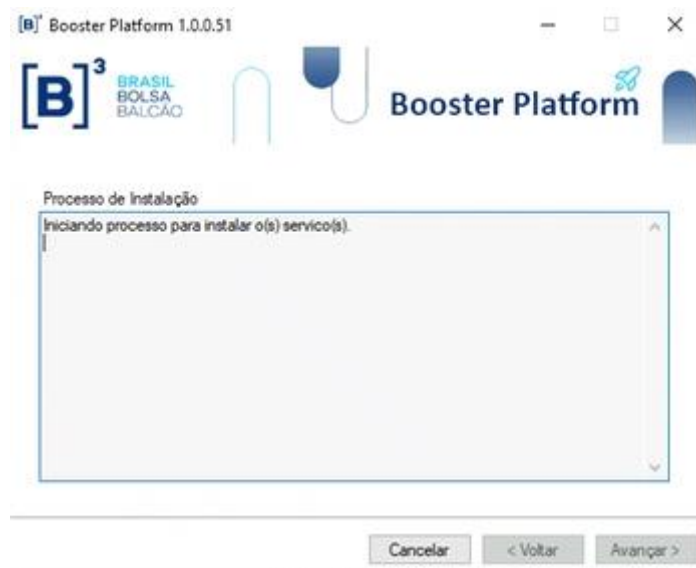 [B]³ Booster Platform 1.0.0.51
[B]³ BRASIL
BOLSA
BALCÃO
Booster Platform
Processo de Instalação
Iniciando processo para instalar o(s) servico(s).
Cancelar < Voltar Avançar >